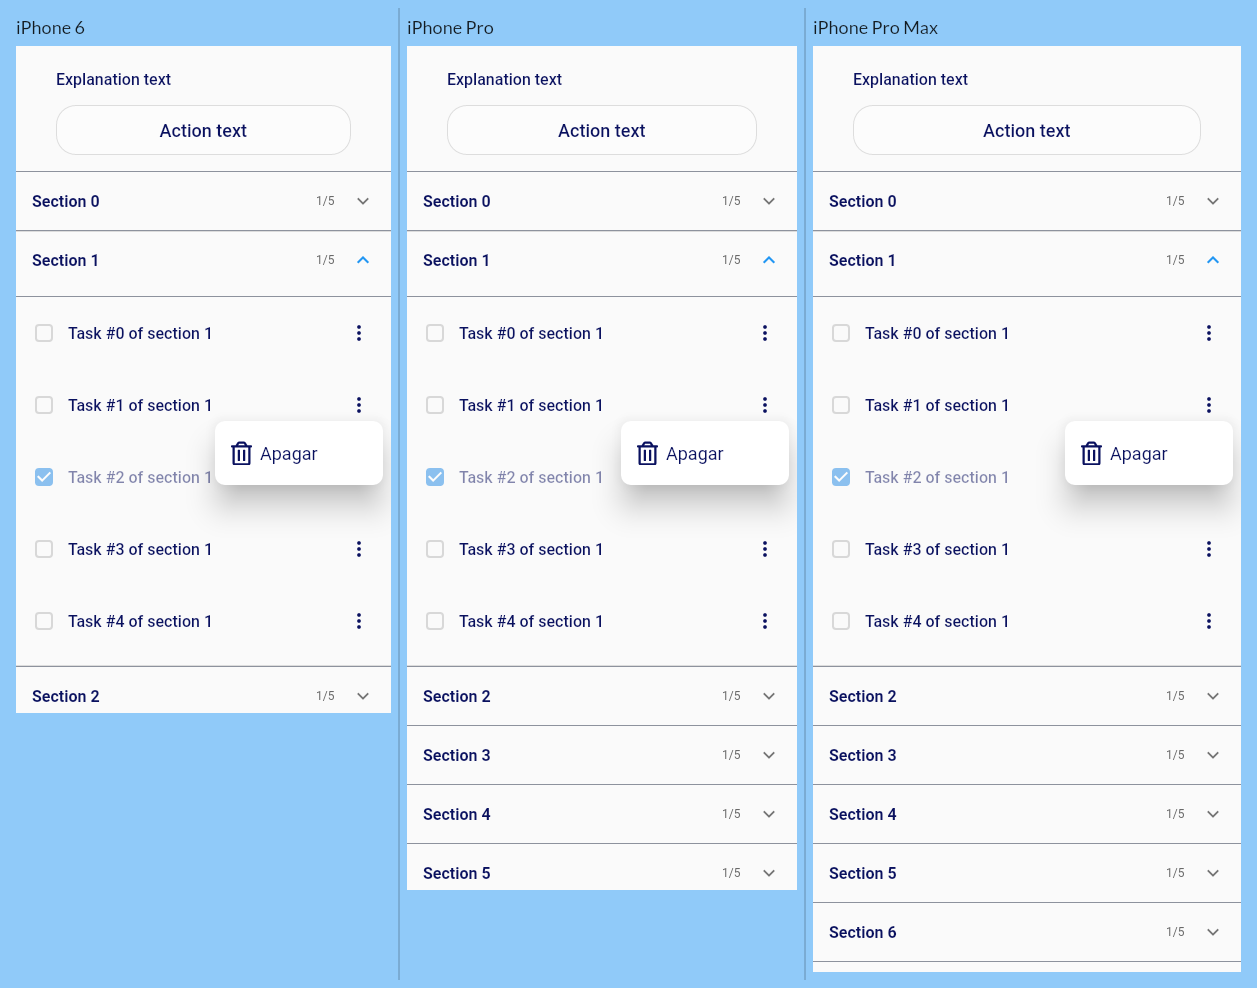 iPhone 6
Explanation text
Action text
Section 0 1/5
Section 1 1/5
Task #0 of section 1
Task #1 of section 1
Apagar
Task #2 of section 1
Task #3 of section 1
Task #4 of section 1
Section 2 1/5
iPhone Pro
Explanation text
Action text
Section 0 1/5
Section 1 1/5
Task #0 of section 1
Task #1 of section 1
Apagar
Task #2 of section 1
Task #3 of section 1
Task #4 of section 1
Section 2 1/5
Section 3 1/5
Section 4 1/5
Section 5 1/5
iPhone Pro Max
Explanation text
Action text
Section 0 1/5
Section 1 1/5
Task #0 of section 1
Task #1 of section 1
Apagar
Task #2 of section 1
Task #3 of section 1
Task #4 of section 1
Section 2 1/5
Section 3 1/5
Section 4 1/5
Section 5 1/5
Section 6 1/5